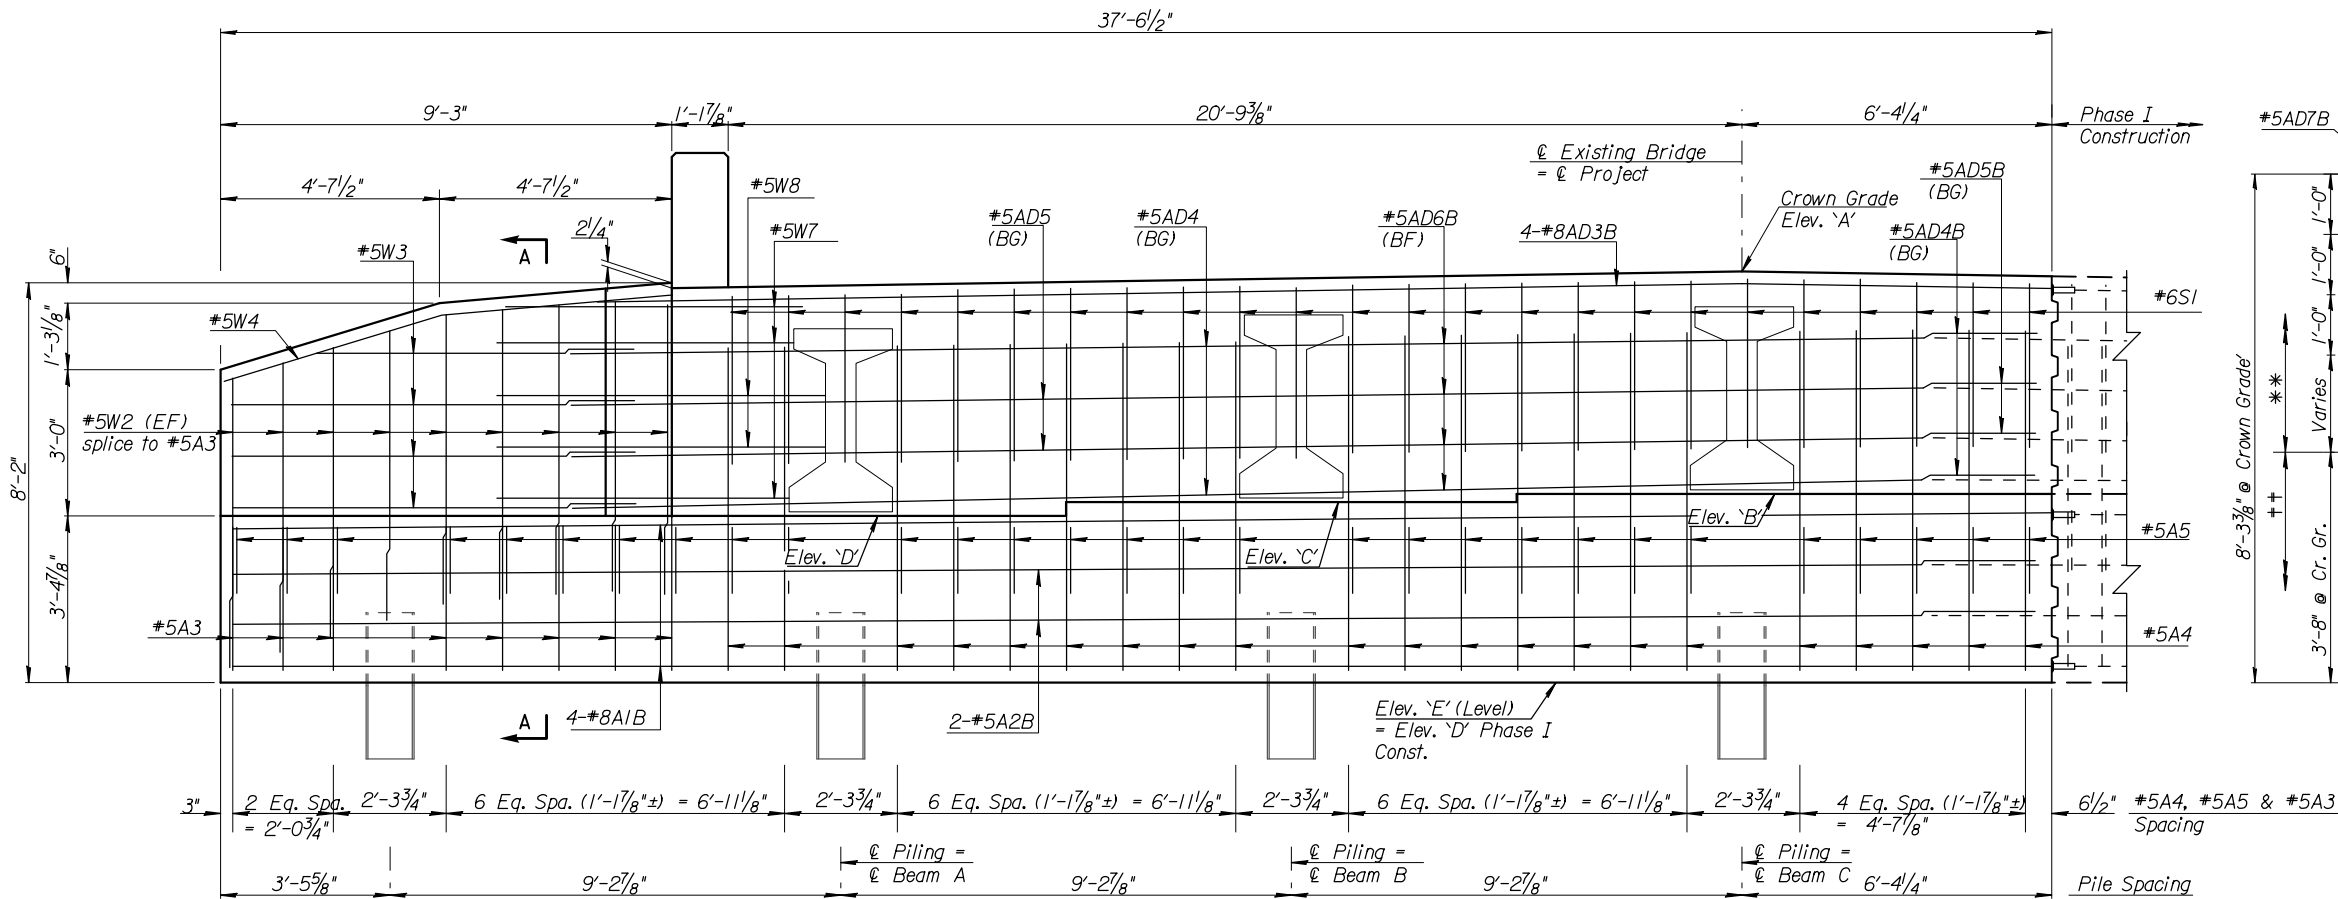 37'-6½"
9'-3"
1'-1⅞"
20'-9⅜"
6'-4¼"
Phase I
Construction
#5AD7B
4'-7½"
4'-7½"
℄ Existing Bridge
= ℄ Project
#5W8
#5AD5B
(BG)
Crown Grade
Elev. `A'
#5AD5
(BG)
#5AD4
(BG)
#5AD6B
(BF)
4-#8AD3B
#5AD4B
(BG)
2¼"
A
#5W7
#5W3
6"
1'-0"
1'-0"
1'-0"
#6S1
#5W4
1'-3⅛"
8'-3⅜" @ Crown Grade'
**
Varies
#5W2 (EF)
splice to #5A3
3'-0"
8'-2"
Elev. `D'
Elev. `C'
Elev. `B'
‡‡
#5A5
3'-4⅞"
3'-8" @ Cr. Gr.
#5A3
#5A4
A
4-#8A1B
2-#5A2B
Elev. `E' (Level)
= Elev. `D' Phase I
Const.
3"
2 Eq. Spa.
= 2'-0¾"
2'-3¾"
6 Eq. Spa. (1'-1⅞"±) = 6'-11⅛"
2'-3¾"
6 Eq. Spa. (1'-1⅞"±) = 6'-11⅛"
2'-3¾"
6 Eq. Spa. (1'-1⅞"±) = 6'-11⅛"
2'-3¾"
4 Eq. Spa. (1'-1⅞"±)
= 4'-7⅞"
6½"
#5A4, #5A5 & #5A3
Spacing
℄ Piling =
℄ Beam A
℄ Piling =
℄ Beam B
℄ Piling =
℄ Beam C
3'-5⅝"
9'-2⅞"
9'-2⅞"
9'-2⅞"
6'-4¼"
Pile Spacing